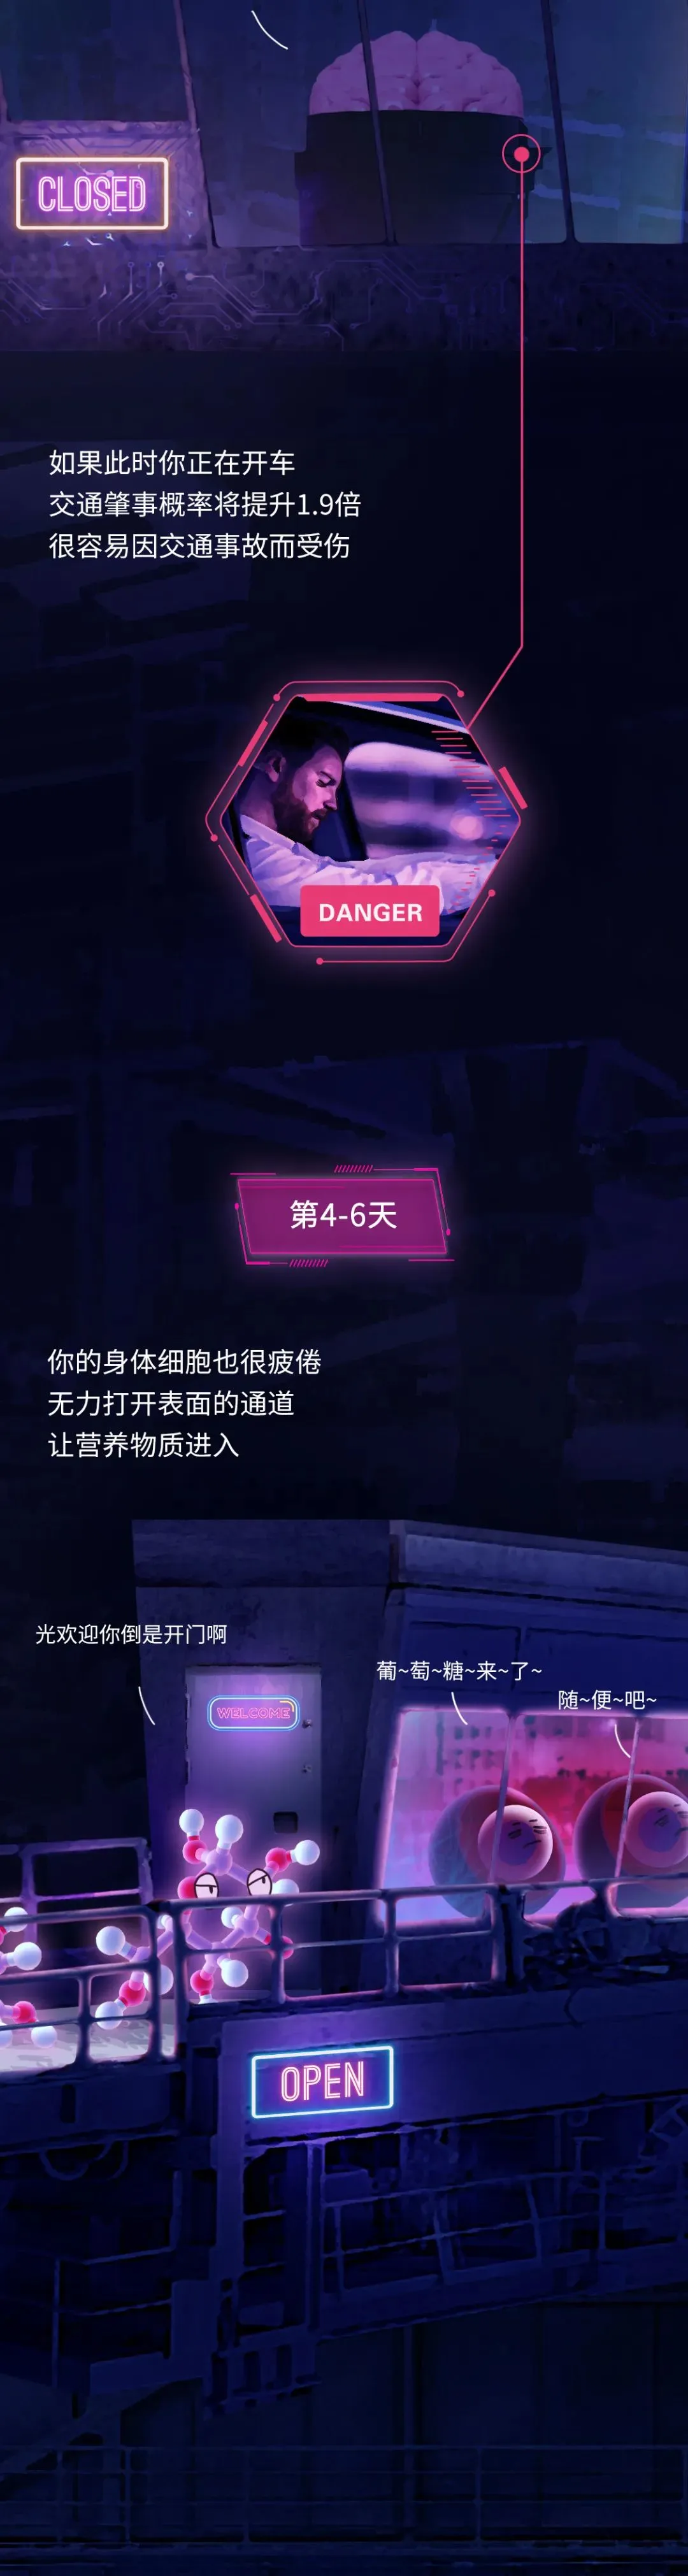 CLOSED
如果此时你正在开车
交通肇事概率将提升1.9倍
很容易因交通事故而受伤
DANGER
第4-6天
你的身体细胞也很疲倦
无力打开表面的通道
让营养物质进入
光欢迎你倒是开门啊
葡~萄~糖~来~了~
随~便~吧~
WELCOME
OPEN